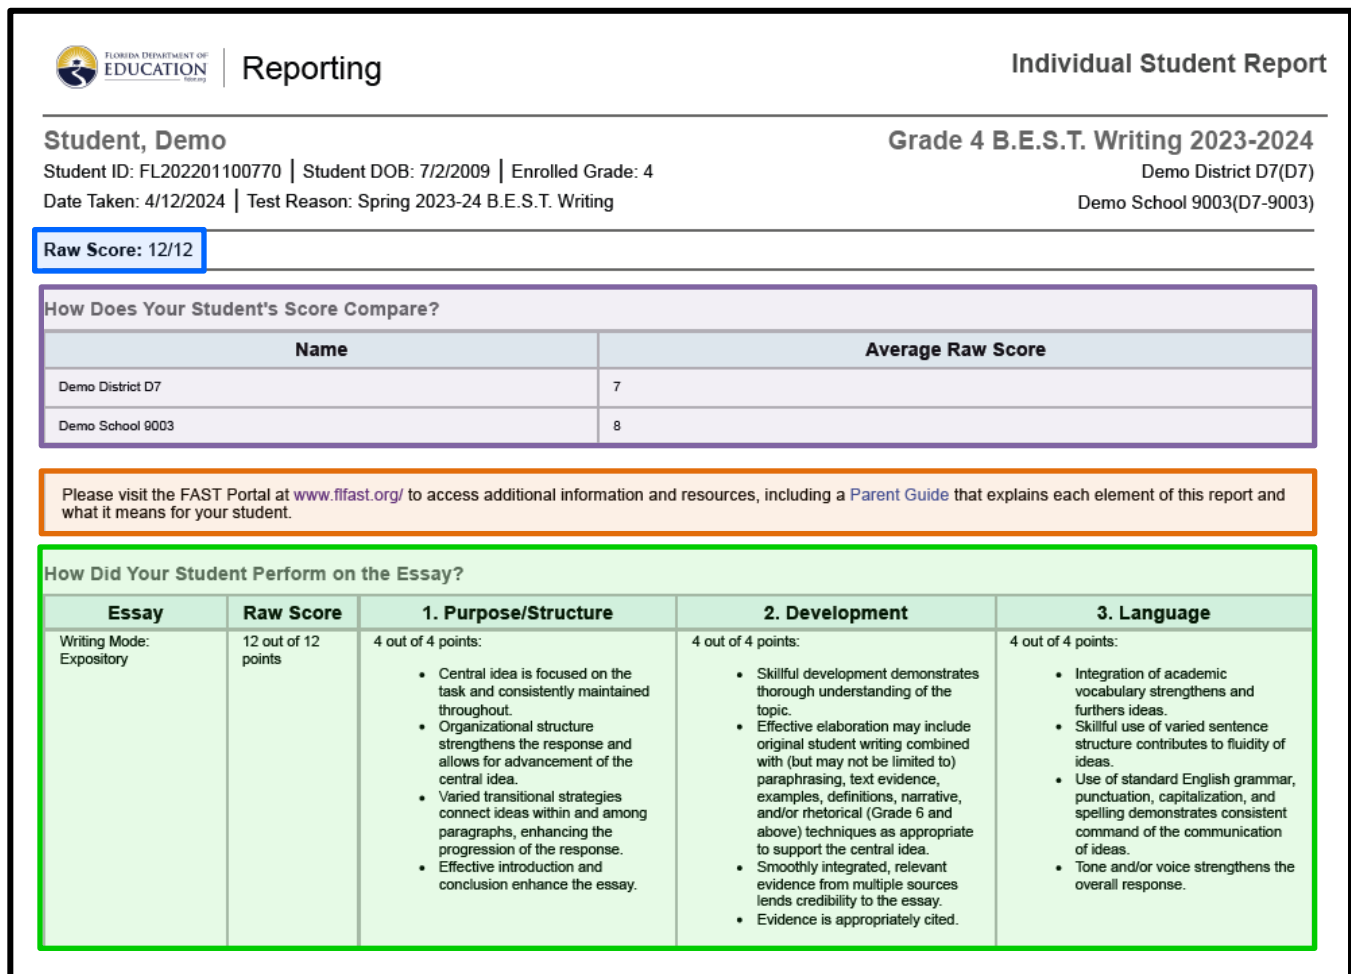 FLORIDA DEPARTMENT OF
EDUCATION
fldoe.org
Reporting
Individual Student Report
Student, Demo
Grade 4 B.E.S.T. Writing 2023-2024
Student ID: FL202201100770 | Student DOB: 7/2/2009 | Enrolled Grade: 4
Demo District D7(D7)
Date Taken: 4/12/2024 | Test Reason: Spring 2023-24 B.E.S.T. Writing
Demo School 9003(D7-9003)
Raw Score: 12/12
How Does Your Student's Score Compare?
Name
Average Raw Score
Demo District D7
7
Demo School 9003
8
Please visit the FAST Portal at www.flfast.org/ to access additional information and resources, including a Parent Guide that explains each element of this report and
what it means for your student.
How Did Your Student Perform on the Essay?
Essay
Raw Score
1. Purpose/Structure
2. Development
3. Language
Writing Mode:
Expository
12 out of 12
points
4 out of 4 points:
• Central idea is focused on the
task and consistently maintained
throughout.
• Organizational structure
strengthens the response and
allows for advancement of the
central idea.
• Varied transitional strategies
connect ideas within and among
paragraphs, enhancing the
progression of the response.
• Effective introduction and
conclusion enhance the essay.
4 out of 4 points:
• Skillful development demonstrates
thorough understanding of the
topic.
• Effective elaboration may include
original student writing combined
with (but may not be limited to)
paraphrasing, text evidence,
examples, definitions, narrative,
and/or rhetorical (Grade 6 and
above) techniques as appropriate
to support the central idea.
• Smoothly integrated, relevant
evidence from multiple sources
lends credibility to the essay.
• Evidence is appropriately cited.
4 out of 4 points:
• Integration of academic
vocabulary strengthens and
furthers ideas.
• Skillful use of varied sentence
structure contributes to fluidity of
ideas.
• Use of standard English grammar,
punctuation, capitalization, and
spelling demonstrates consistent
command of the communication
of ideas.
• Tone and/or voice strengthens the
overall response.